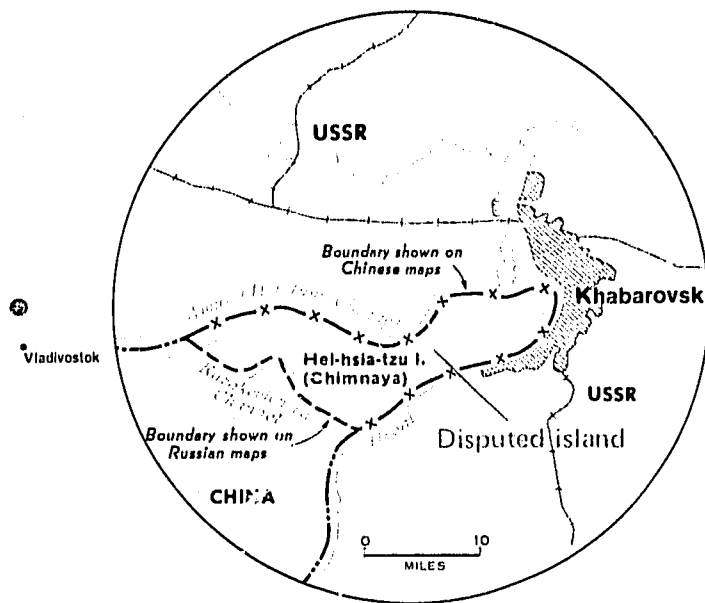 USSR
Boundary shown on
Chinese maps
Khabarovsk
Vladivostok
Hei-hsia-tzu I.
(Chimnaya)
USSR
Disputed island
Boundary shown on
Russian maps
CHINA
0 10
MILES